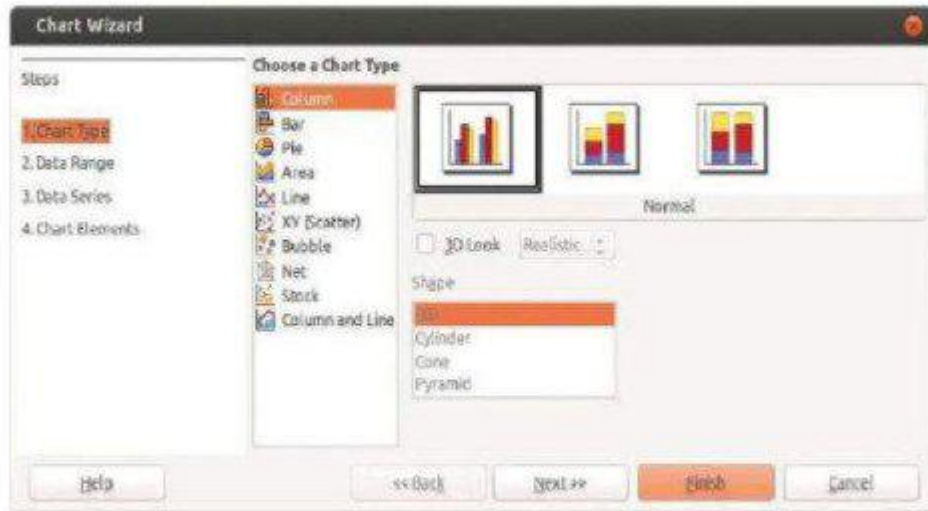 Chart Wizard
Steps
1. Chart Type
2. Data Range
3. Data Series
4. Chart Elements
Choose a Chart Type
Column
Bar
Pie
Area
Line
XY (Scatter)
Bubble
Net
Stock
Column and Line
Normal
3D Look Realistic
Shape
Cylinder
Cone
Pyramid
Help
<< Back
Next >>
Finish
Cancel